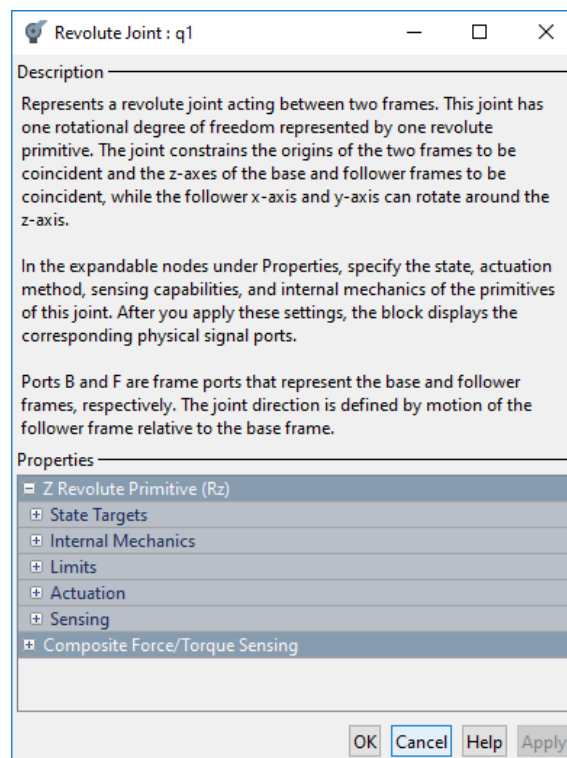 Revolute Joint : q1
Description
Represents a revolute joint acting between two frames. This joint has
one rotational degree of freedom represented by one revolute
primitive. The joint constrains the origins of the two frames to be
coincident and the z-axes of the base and follower frames to be
coincident, while the follower x-axis and y-axis can rotate around the
z-axis.
In the expandable nodes under Properties, specify the state, actuation
method, sensing capabilities, and internal mechanics of the primitives
of this joint. After you apply these settings, the block displays the
corresponding physical signal ports.
Ports B and F are frame ports that represent the base and follower
frames, respectively. The joint direction is defined by motion of the
follower frame relative to the base frame.
Properties
Z Revolute Primitive (Rz)
State Targets
Internal Mechanics
Limits
Actuation
Sensing
Composite Force/Torque Sensing
OK Cancel Help Apply